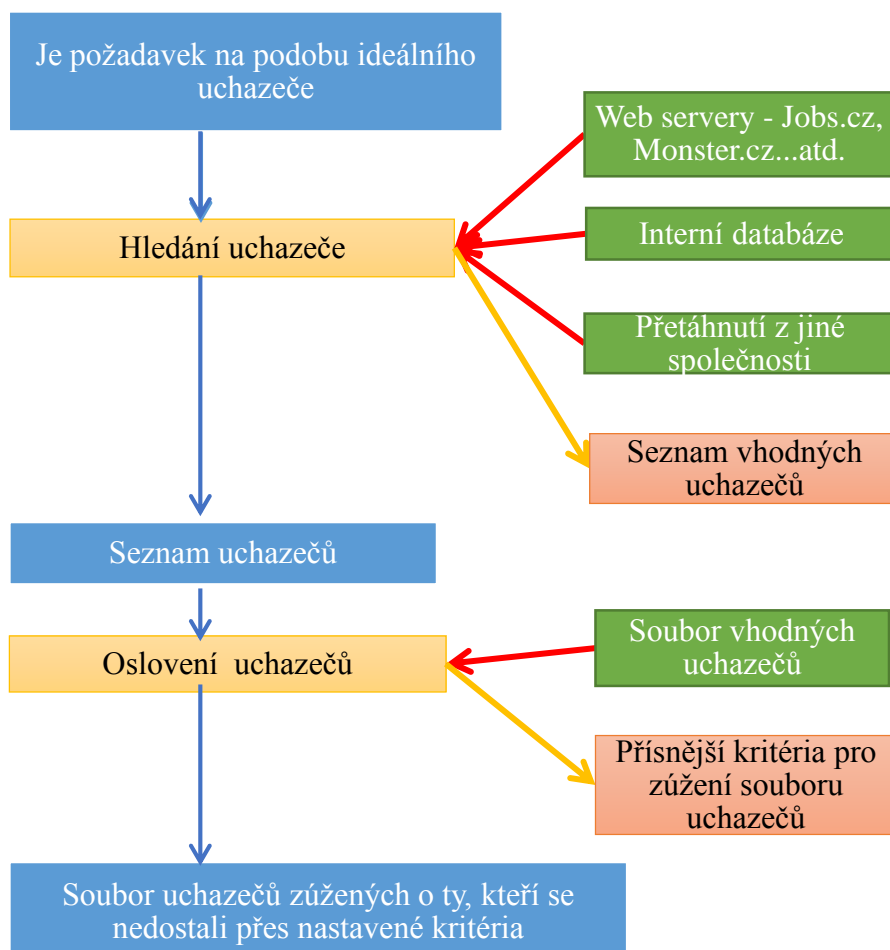 Je požadavek na podobu ideálního
uchazeče
Web servery - Jobs.cz,
Monster.cz...atd.
Hledání uchazeče
Interní databáze
Přetáhnutí z jiné
společnosti
Seznam vhodných
uchazečů
Seznam uchazečů
Oslovení  uchazečů
Soubor vhodných
uchazečů
Přísnější kritéria pro
zúžení souboru
uchazečů
Soubor uchazečů zúžených o ty, kteří se
nedostali přes nastavené kritéria